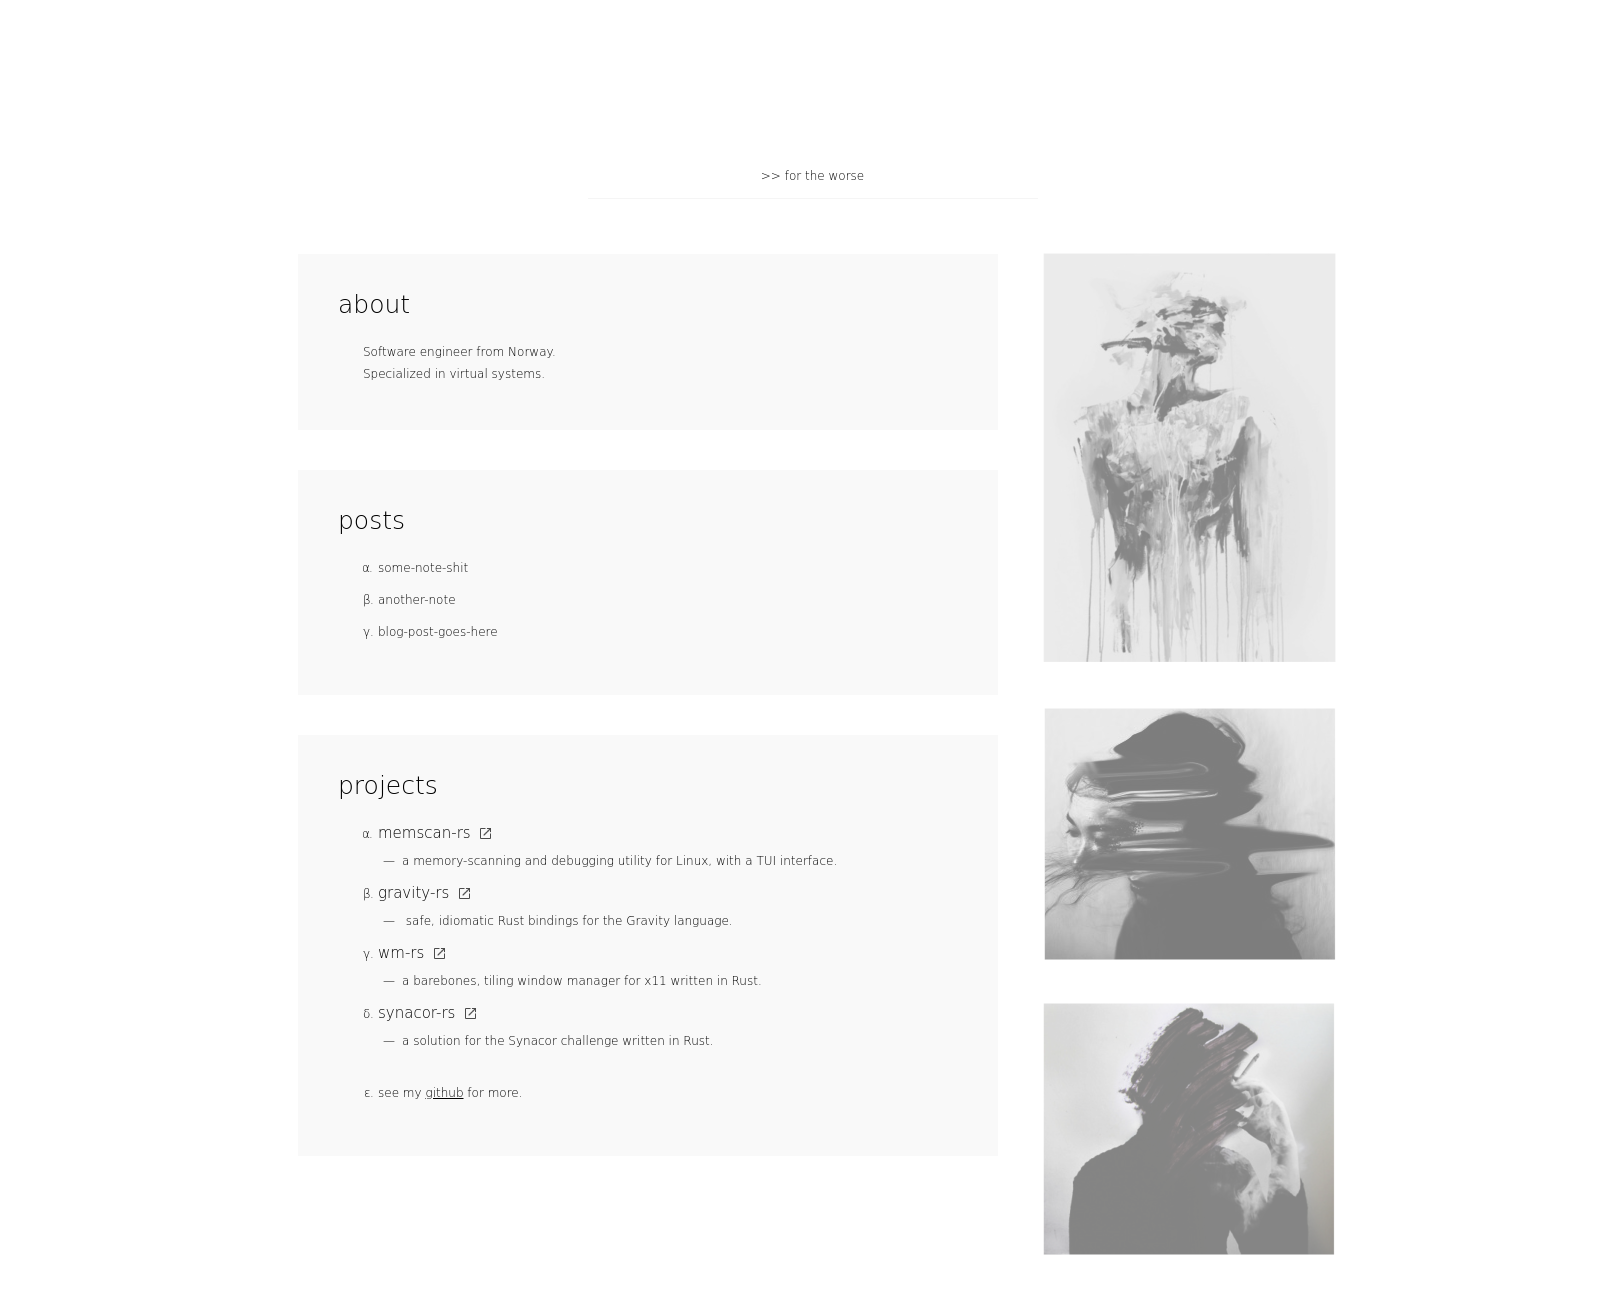 >> for the worse
about
Software engineer from Norway.
Specialized in virtual systems.
posts
α. some-note-shit
β. another-note
γ. blog-post-goes-here
projects
α. memscan-rs
— a memory-scanning and debugging utility for Linux, with a TUI interface.
β. gravity-rs
— safe, idiomatic Rust bindings for the Gravity language.
γ. wm-rs
— a barebones, tiling window manager for x11 written in Rust.
δ. synacor-rs
— a solution for the Synacor challenge written in Rust.
ε. see my github for more.